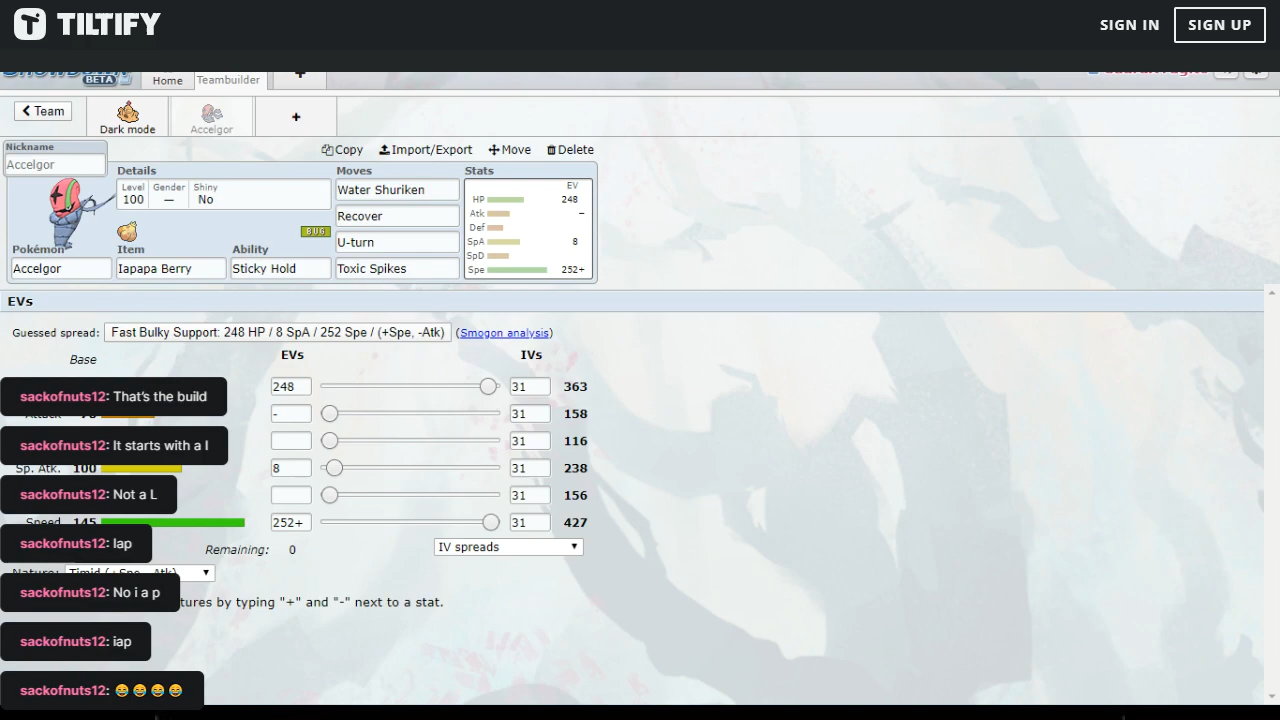 TILTIFY
SIGN IN
SIGN UP
BETA
Home
Teambuilder
+
Team
Dark mode
Accelgor
+
Nickname
Accelgor
Copy
Import/Export
Move
Delete
Details
Moves
Stats
Level
100
Gender
—
Shiny
No
BUG
Pokémon
Accelgor
Item
Iapapa Berry
Ability
Sticky Hold
Water Shuriken
Recover
U-turn
Toxic Spikes
EV
HP 248
Atk –
Def
SpA 8
SpD
Spe 252+
EVs
Guessed spread: Fast Bulky Support: 248 HP / 8 SpA / 252 Spe / (+Spe, -Atk) (Smogon analysis)
Base
EVs
IVs
248 31 363
- 31 158
31 116
Sp. Atk. 100 8 31 238
31 156
Speed 145 252+ 31 427
Remaining: 0
IV spreads
Nature: Timid (+Spe, -Atk)
tures by typing "+" and "-" next to a stat.
sackofnuts12: That's the build
sackofnuts12: It starts with a I
sackofnuts12: Not a L
sackofnuts12: Iap
sackofnuts12: No i a p
sackofnuts12: iap
sackofnuts12: 😂😂😂😂